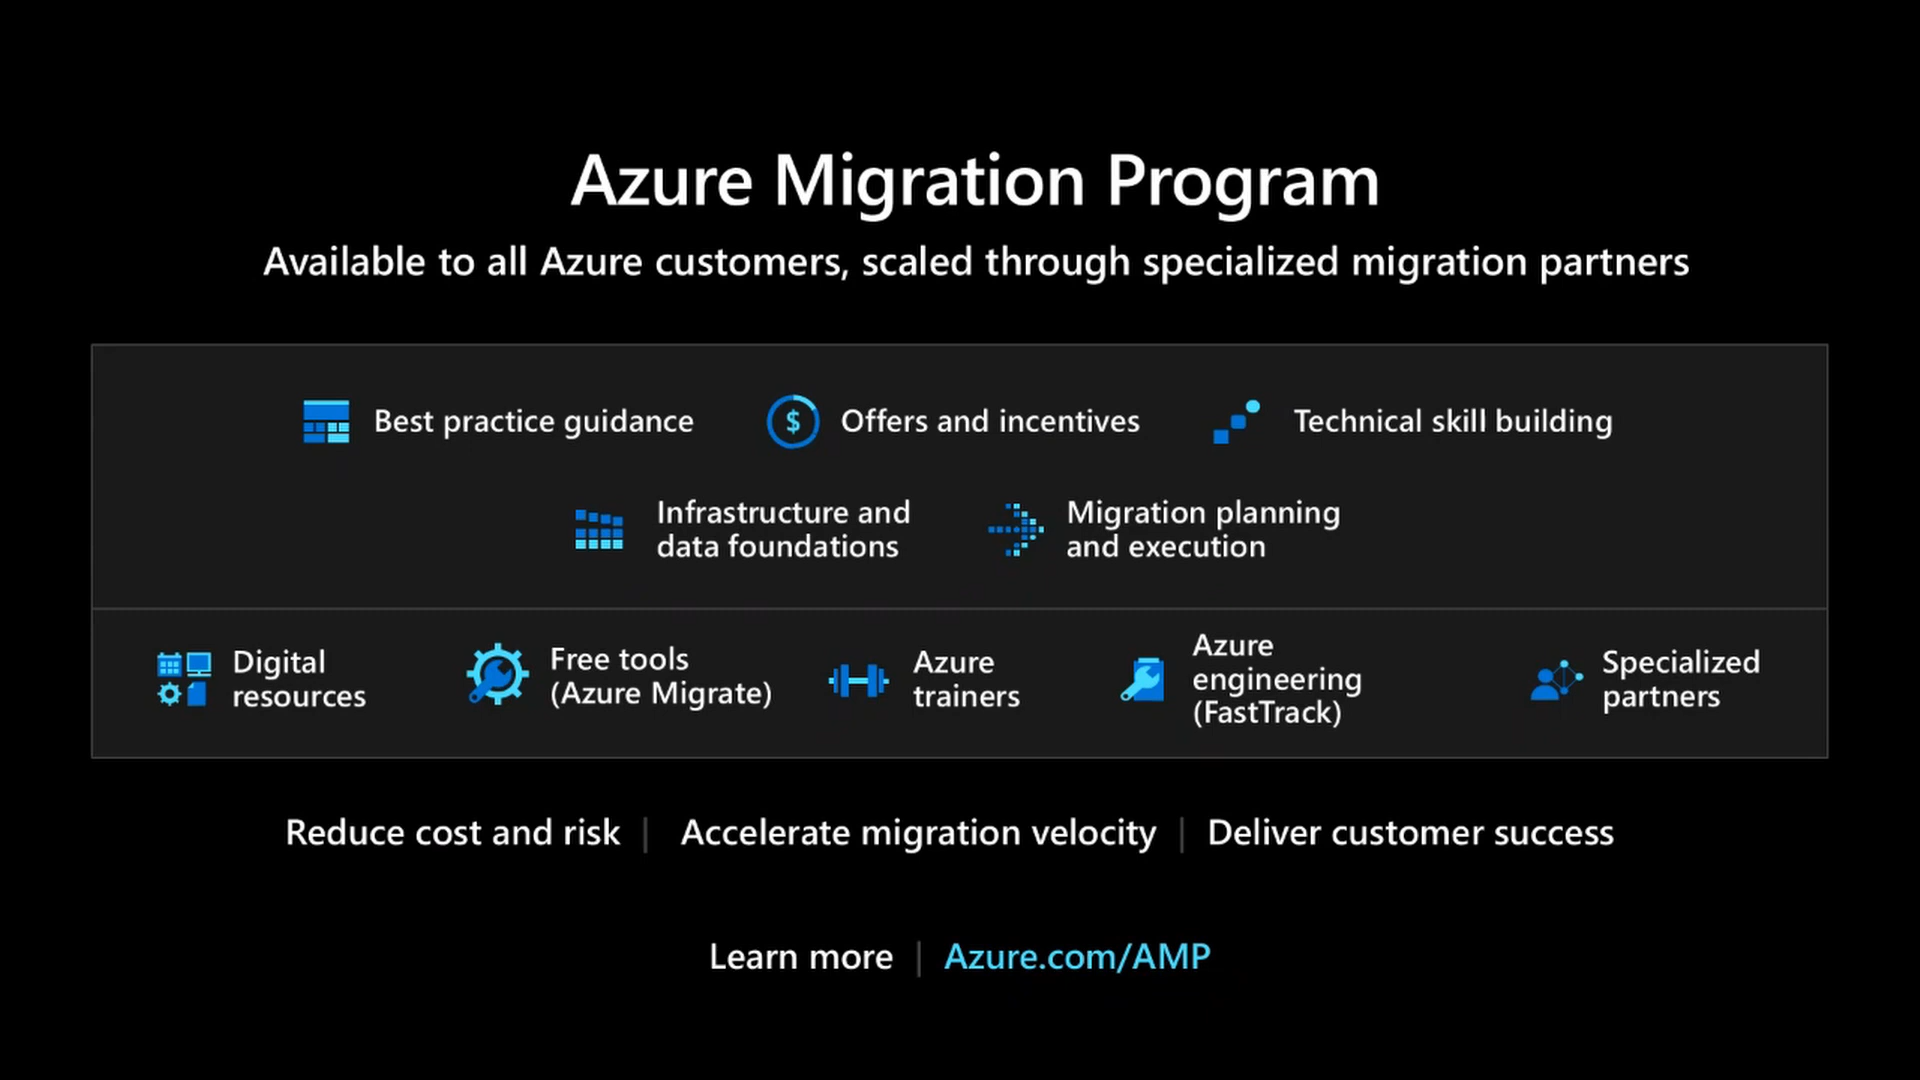 Azure Migration Program
Available to all Azure customers, scaled through specialized migration partners
Best practice guidance
$
Offers and incentives
Technical skill building
Infrastructure and
data foundations
Migration planning
and execution
Digital
resources
Free tools
(Azure Migrate)
Azure
trainers
Azure
engineering
(FastTrack)
Specialized
partners
Reduce cost and risk | Accelerate migration velocity | Deliver customer success
Learn more | Azure.com/AMP